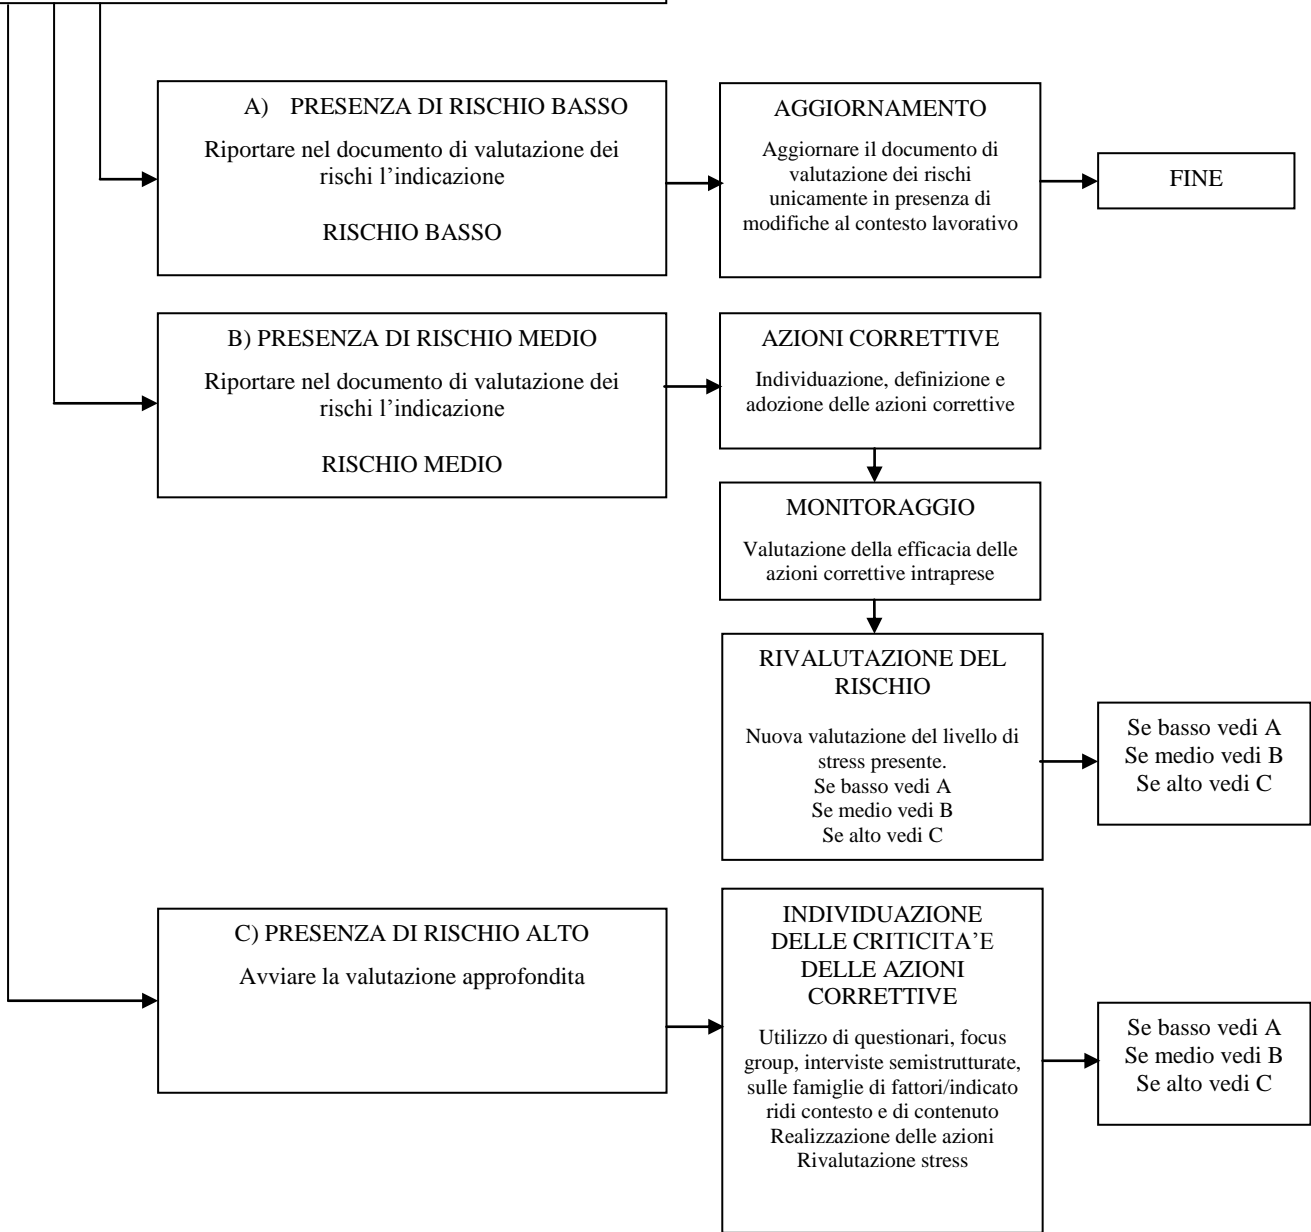 A) PRESENZA DI RISCHIO BASSO
Riportare nel documento di valutazione dei
rischi l’indicazione
RISCHIO BASSO
AGGIORNAMENTO
Aggiornare il documento di
valutazione dei rischi
unicamente in presenza di
modifiche al contesto lavorativo
FINE
B) PRESENZA DI RISCHIO MEDIO
Riportare nel documento di valutazione dei
rischi l’indicazione
RISCHIO MEDIO
AZIONI CORRETTIVE
Individuazione, definizione e
adozione delle azioni correttive
MONITORAGGIO
Valutazione della efficacia delle
azioni correttive intraprese
RIVALUTAZIONE DEL
RISCHIO
Nuova valutazione del livello di
stress presente.
Se basso vedi A
Se medio vedi B
Se alto vedi C
Se basso vedi A
Se medio vedi B
Se alto vedi C
C) PRESENZA DI RISCHIO ALTO
Avviare la valutazione approfondita
INDIVIDUAZIONE
DELLE CRITICITA’E
DELLE AZIONI
CORRETTIVE
Utilizzo di questionari, focus
group, interviste semistrutturate,
sulle famiglie di fattori/indicato
ridi contesto e di contenuto
Realizzazione delle azioni
Rivalutazione stress
Se basso vedi A
Se medio vedi B
Se alto vedi C